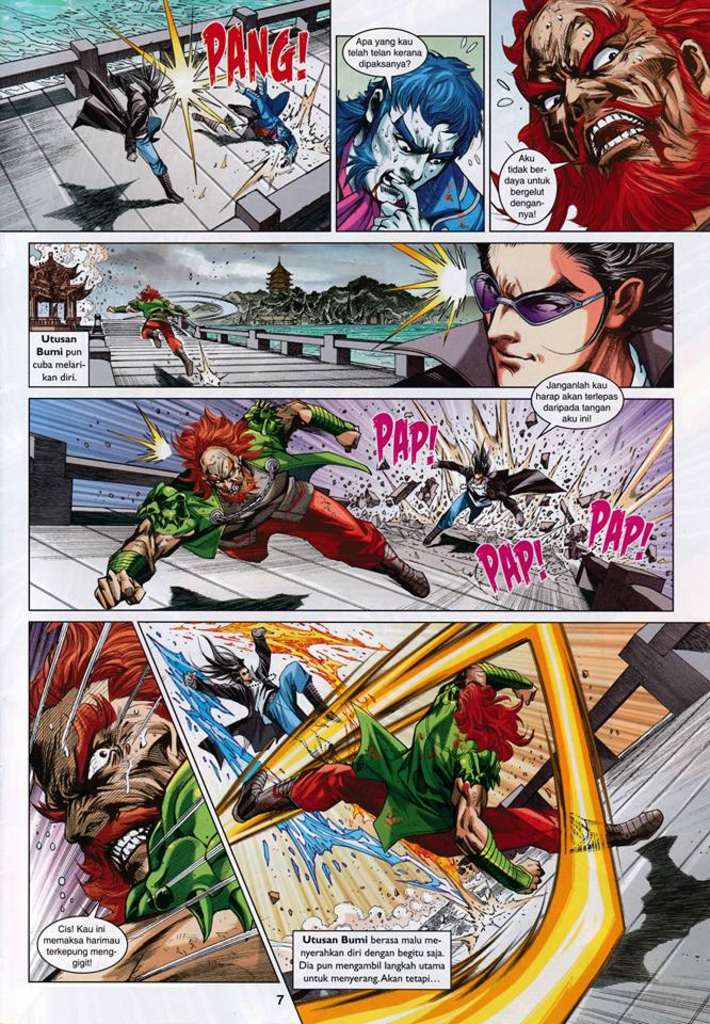 PANG!
Apa yang kau
telah telan kerana
dipaksanya?
Aku
tidak ber-
daya untuk
bergelut
dengan-
nya!
Utusan
Bumi pun
cuba melari-
kan diri.
Janganlah kau
harap akan terlepas
daripada tangan
aku ini!
PAP!
PAP!
PAP!
PAP!
Cis! Kau ini
memaksa harimau
terkepung meng-
gigit!
Utusan Bumi berasa malu me-
nyerahkan diri dengan begitu saja.
Dia pun mengambil langkah utama
untuk menyerang. Akan tetapi...
7